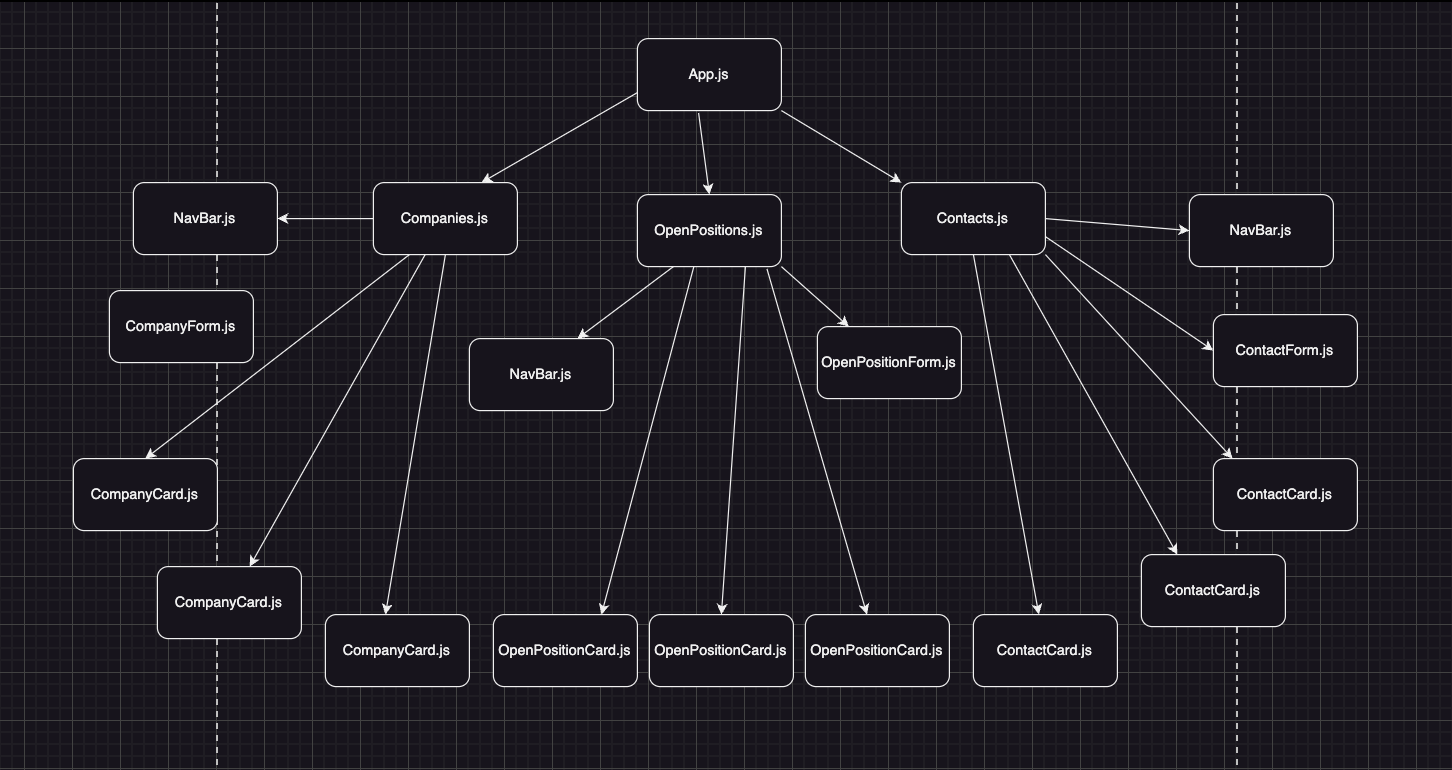 App.js
NavBar.js
Companies.js
OpenPositions.js
Contacts.js
NavBar.js
CompanyForm.js
NavBar.js
OpenPositionForm.js
ContactForm.js
CompanyCard.js
ContactCard.js
CompanyCard.js
ContactCard.js
CompanyCard.js
OpenPositionCard.js
OpenPositionCard.js
OpenPositionCard.js
ContactCard.js